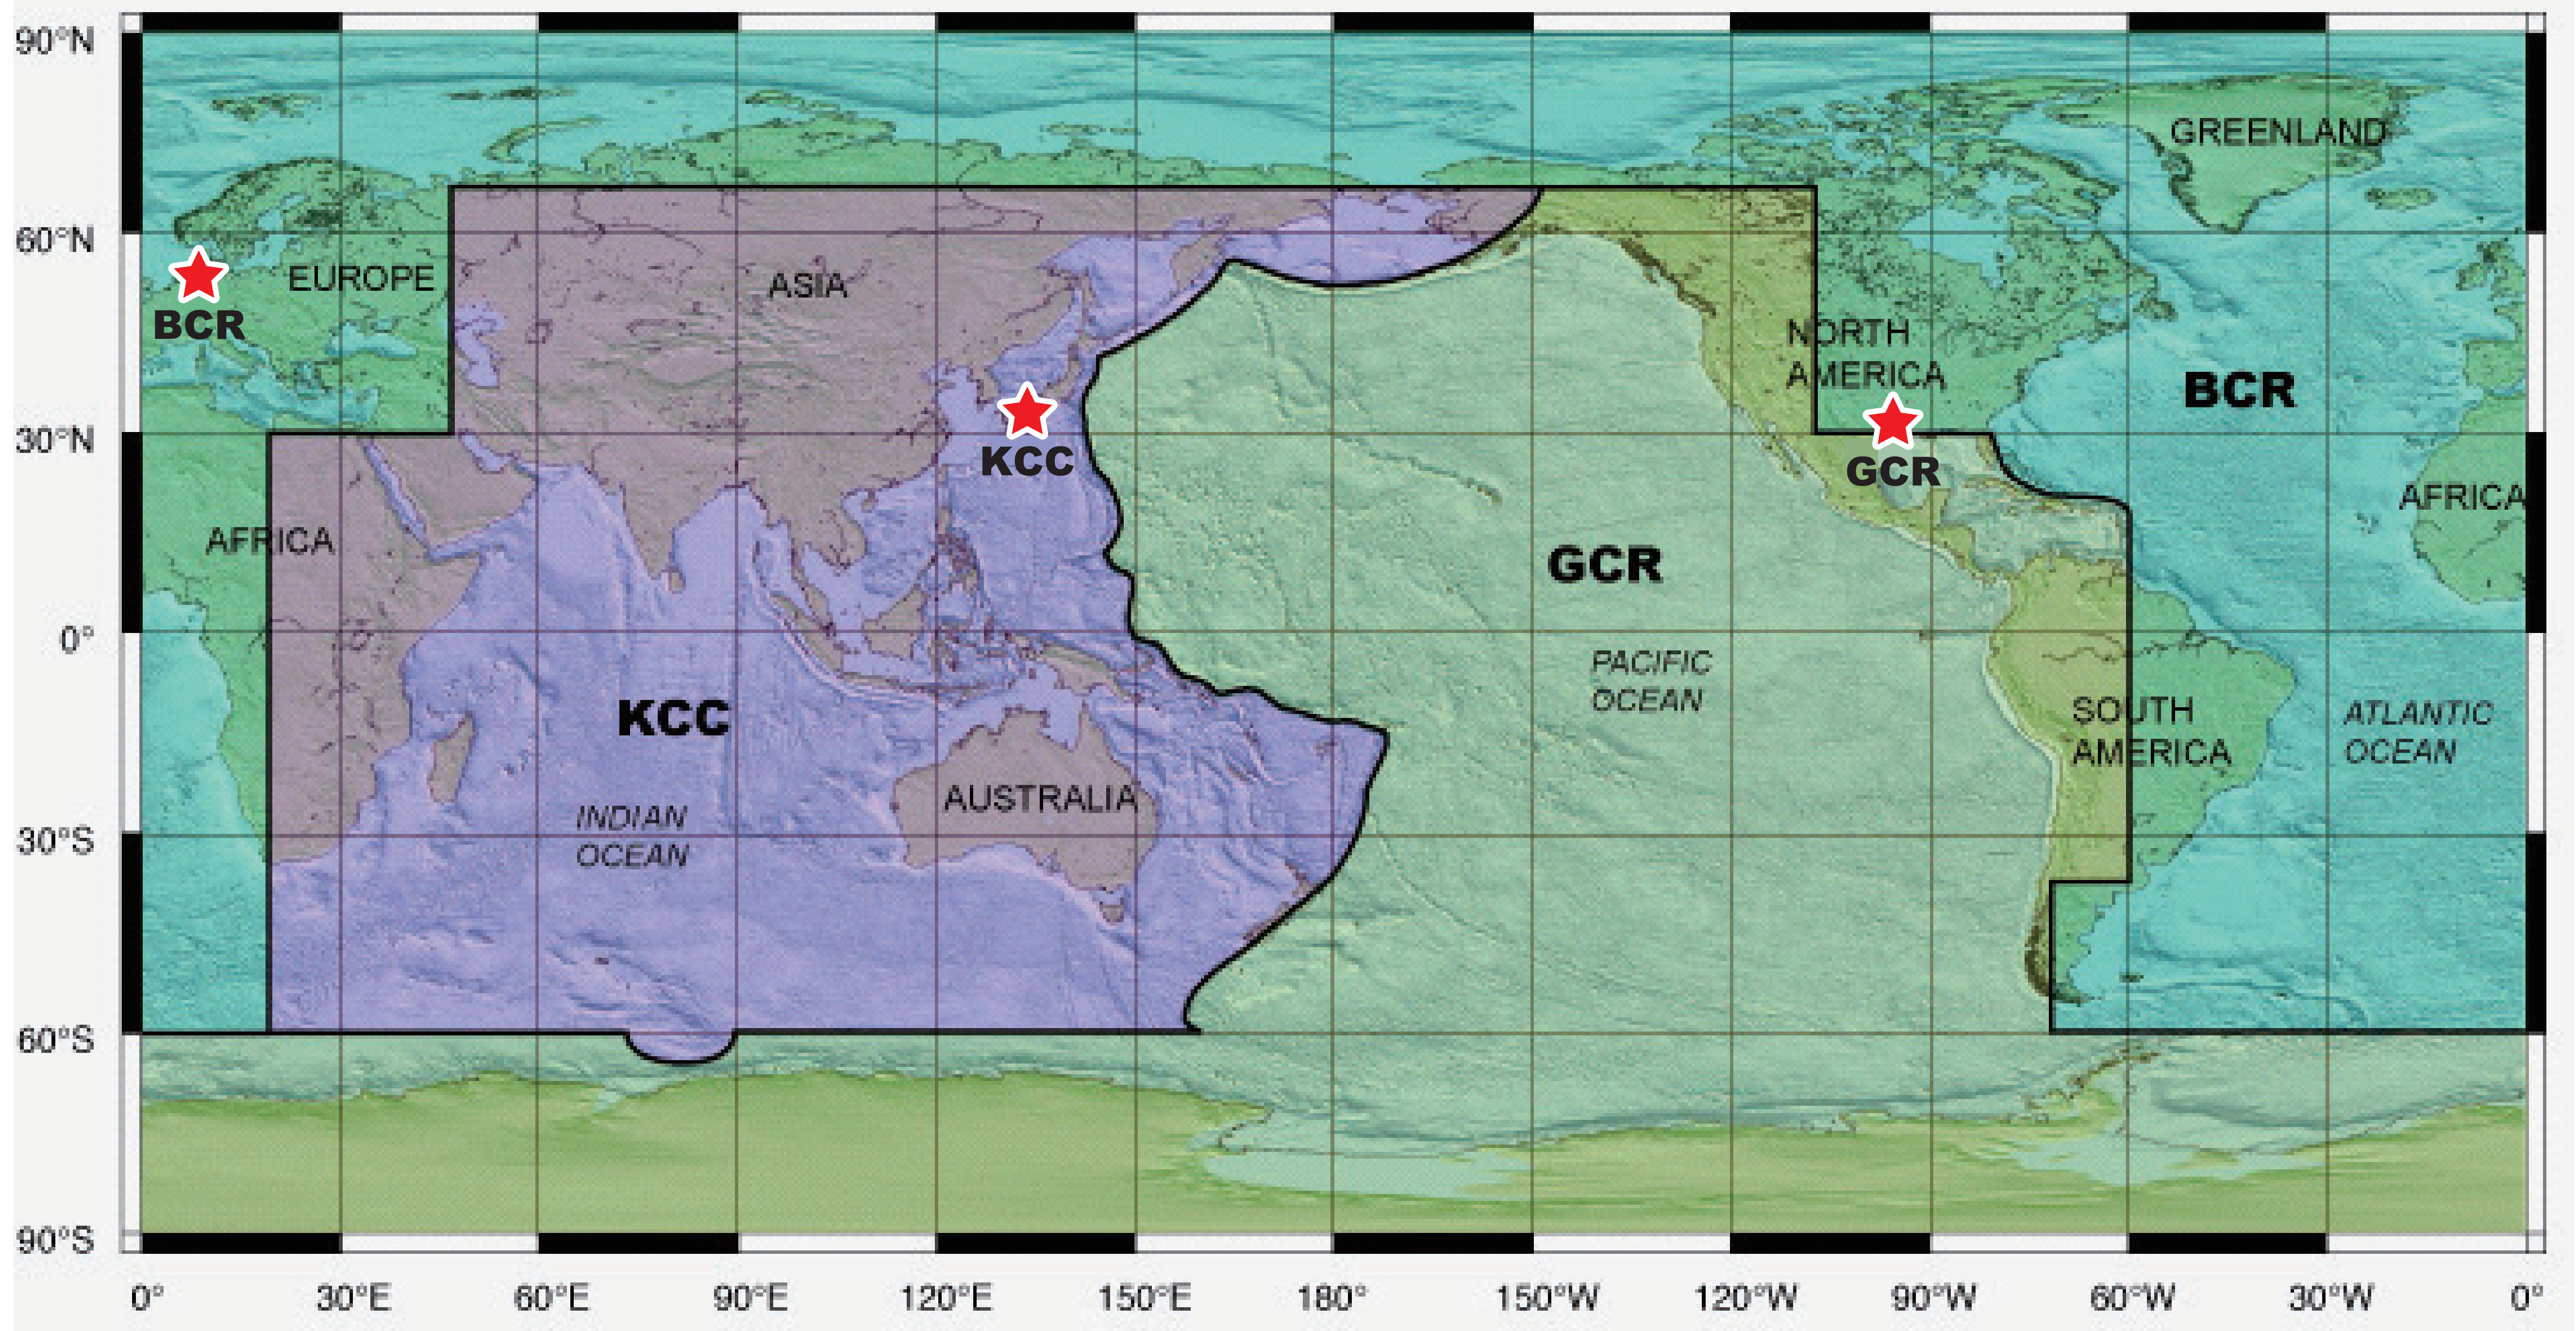 90°N
GREENLAND
60°N
EUROPE
ASIA
BCR
NORTH
AMERICA
BCR
30°N
KCC
GCR
AFRICA
AFRICA
GCR
0°
PACIFIC
OCEAN
KCC
SOUTH
AMERICA
ATLANTIC
OCEAN
AUSTRALIA
INDIAN
OCEAN
30°S
60°S
90°S
0° 30°E 60°E 90°E 120°E 150°E 180° 150°W 120°W 90°W 60°W 30°W 0°